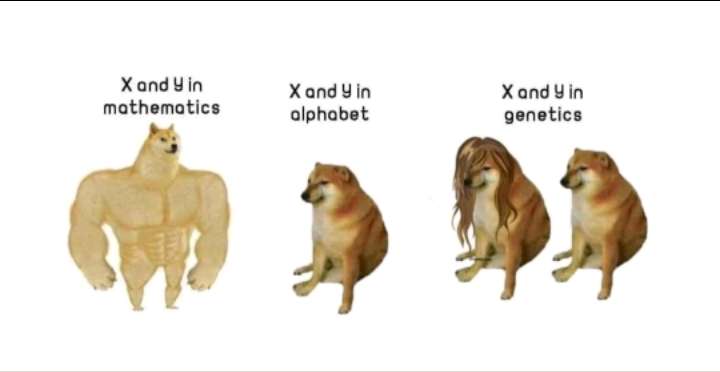 X and Y in
mathematics
X and Y in
alphabet
X and Y in
genetics